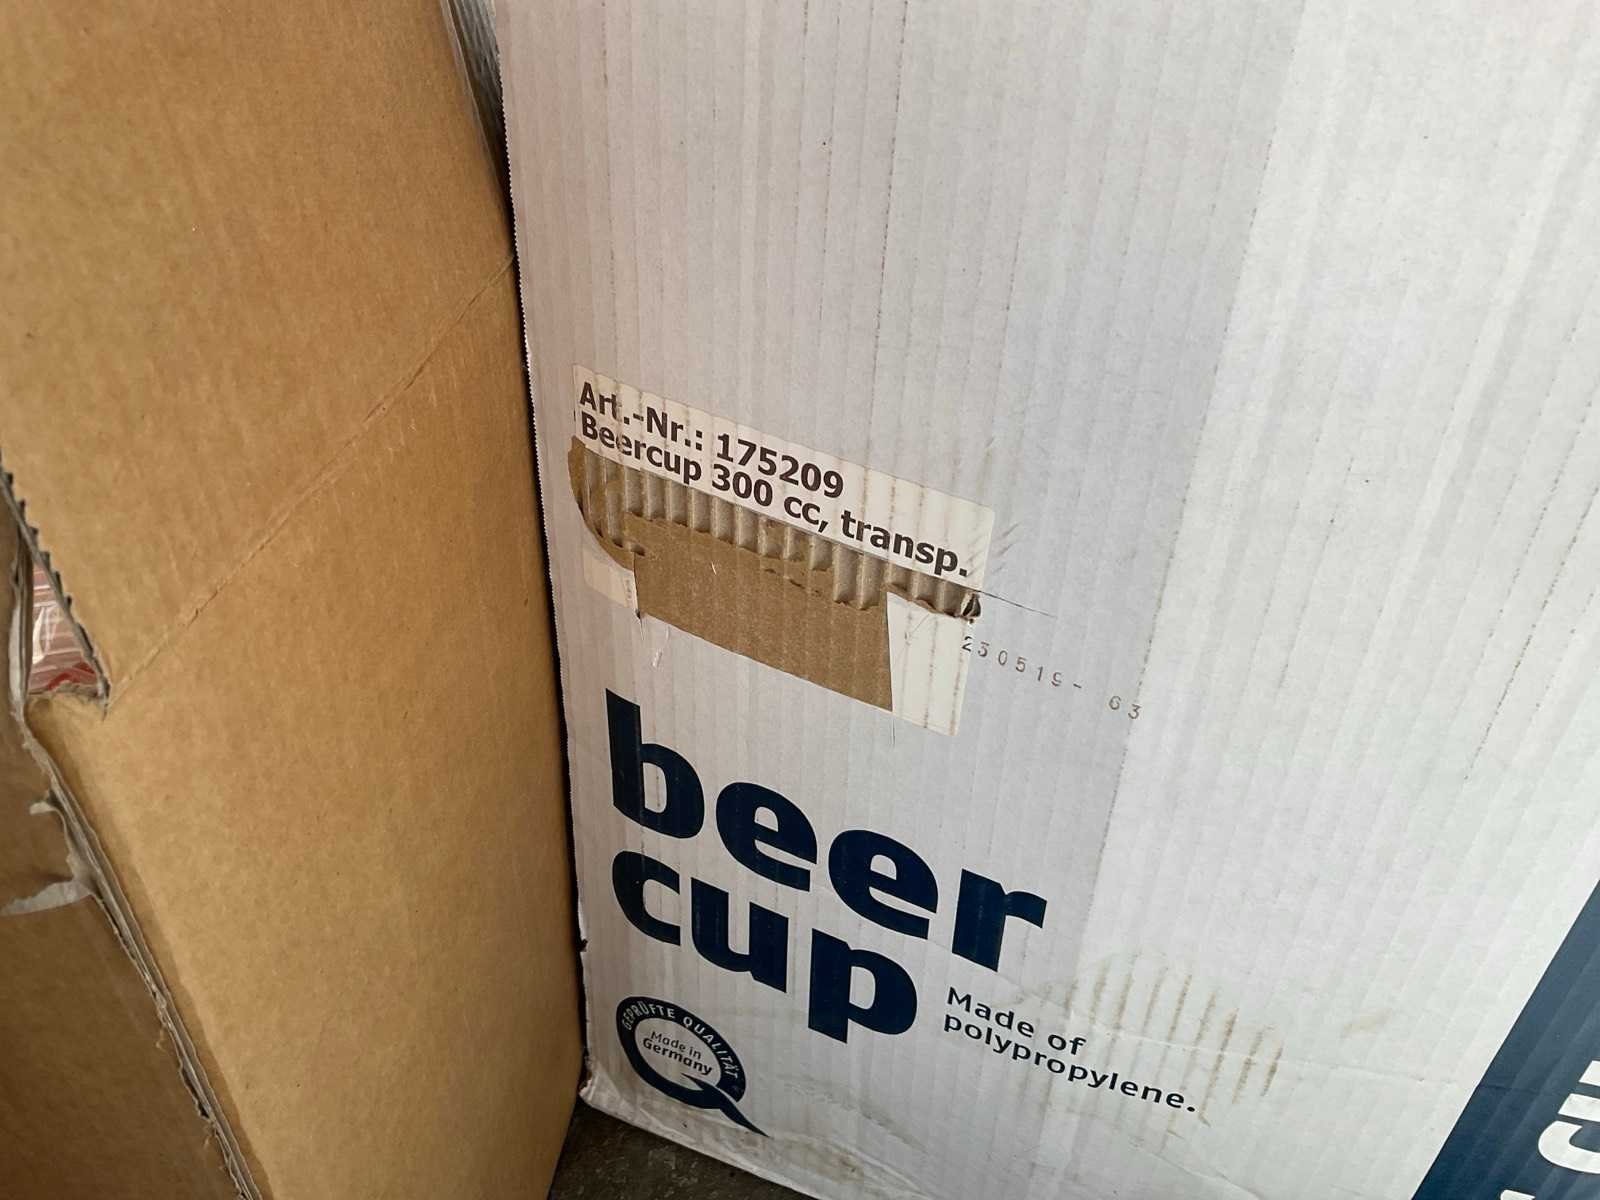 Art.-Nr.: 175209
Beercup 300 cc, transp.
230519- 63
beer
cup
Made of
polypropylene.
GEPRÜFTE QUALITÄT
Made in
Germany